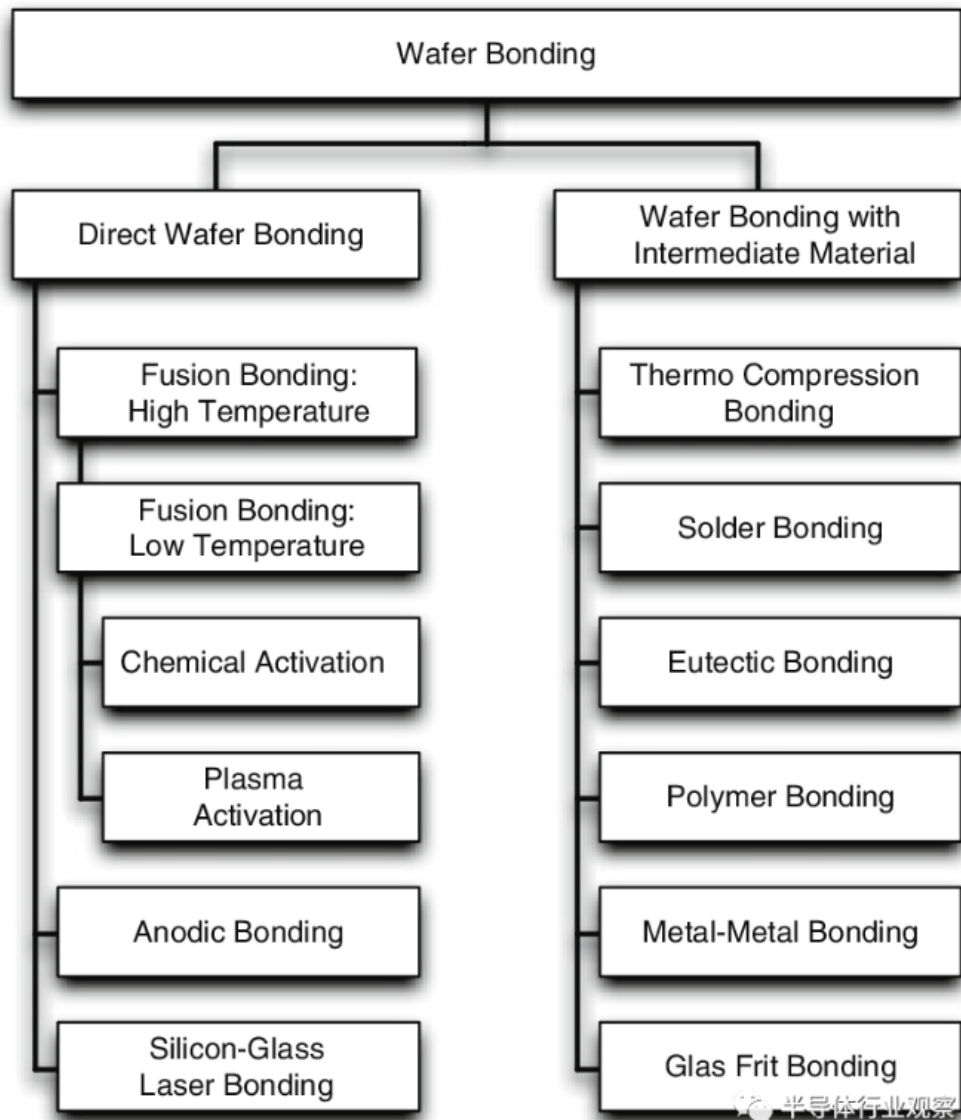 Wafer Bonding
Direct Wafer Bonding
Fusion Bonding:
High Temperature
Fusion Bonding:
Low Temperature
Chemical Activation
Plasma
Activation
Anodic Bonding
Silicon-Glass
Laser Bonding
Wafer Bonding with
Intermediate Material
Thermo Compression
Bonding
Solder Bonding
Eutectic Bonding
Polymer Bonding
Metal-Metal Bonding
Glas Frit Bonding
半导体行业观察